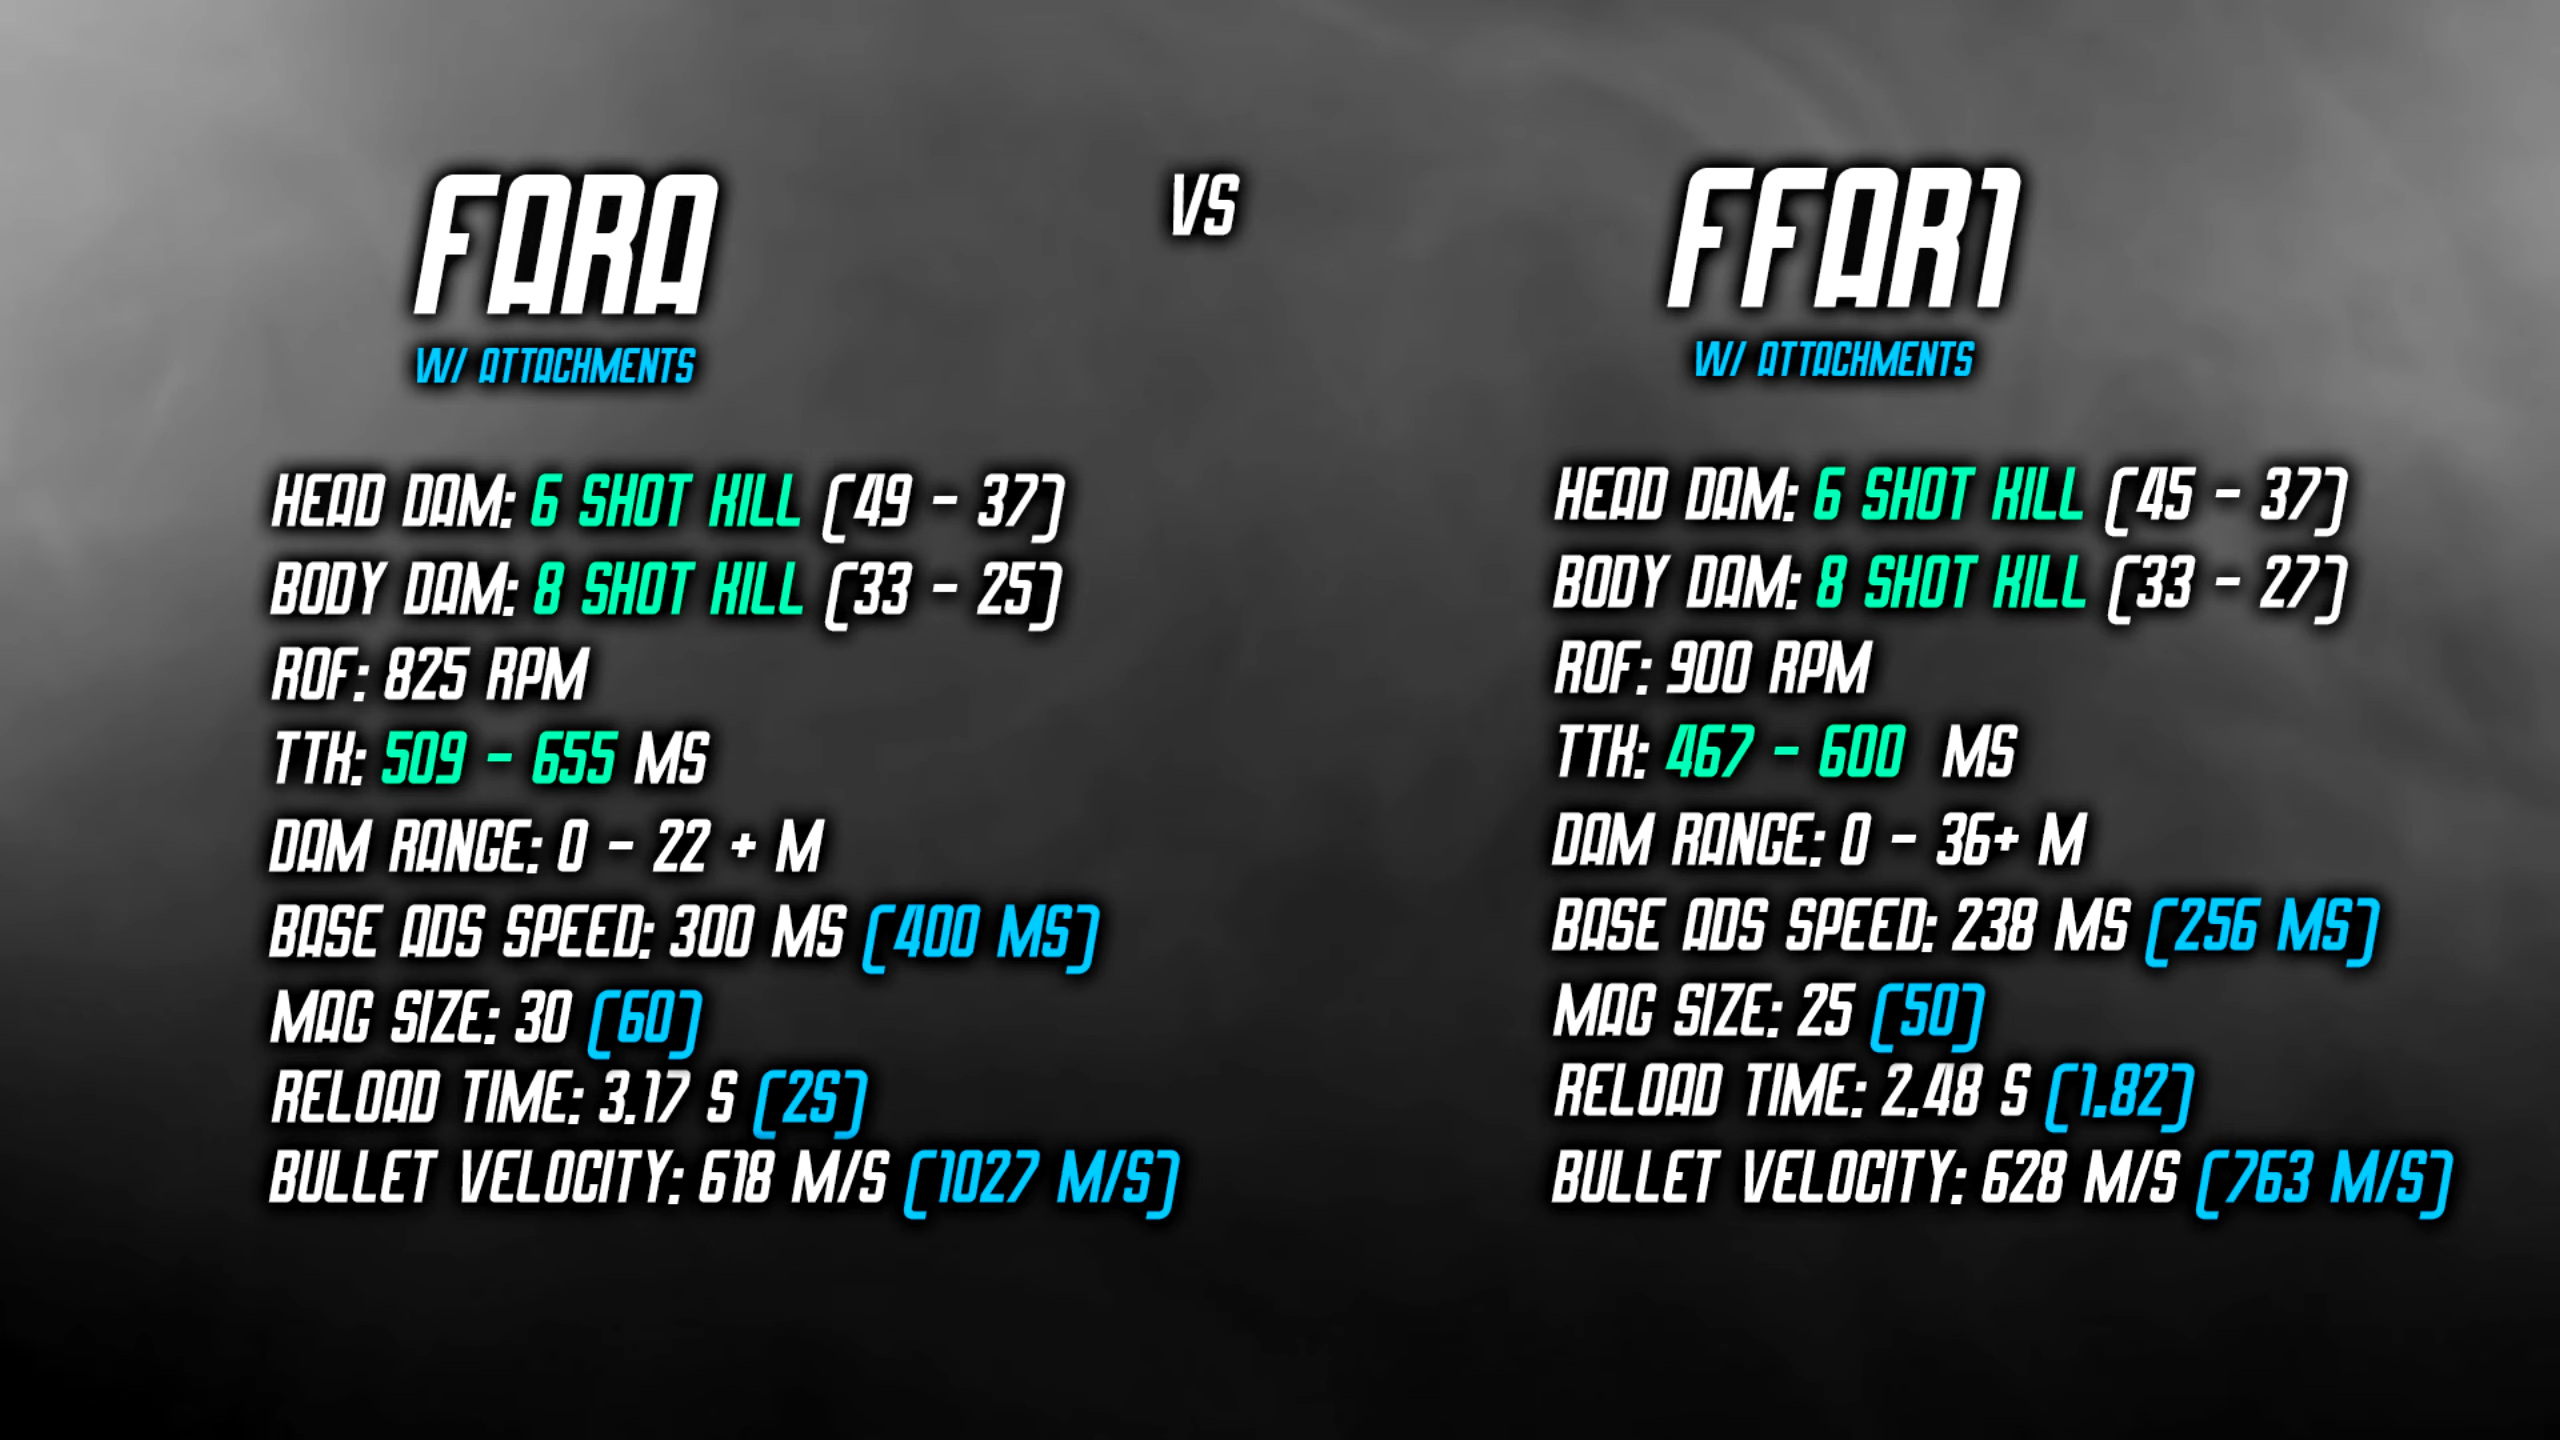 FARA
VS
FFAR1
W/ ATTACHMENTS
W/ ATTACHMENTS
HEAD DAM: 6 SHOT KILL (49 - 37)
BODY DAM: 8 SHOT KILL (33 - 25)
ROF: 825 RPM
TTK: 509 - 655 MS
DAM RANGE: 0 - 22 + M
BASE ADS SPEED: 300 MS (400 MS)
MAG SIZE: 30 (60)
RELOAD TIME: 3.17 S (2S)
BULLET VELOCITY: 618 M/S (1027 M/S)
HEAD DAM: 6 SHOT KILL (45 - 37)
BODY DAM: 8 SHOT KILL (33 - 27)
ROF: 900 RPM
TTK: 467 - 600 MS
DAM RANGE: 0 - 36+ M
BASE ADS SPEED: 238 MS (256 MS)
MAG SIZE: 25 (50)
RELOAD TIME: 2.48 S (1.82)
BULLET VELOCITY: 628 M/S (763 M/S)